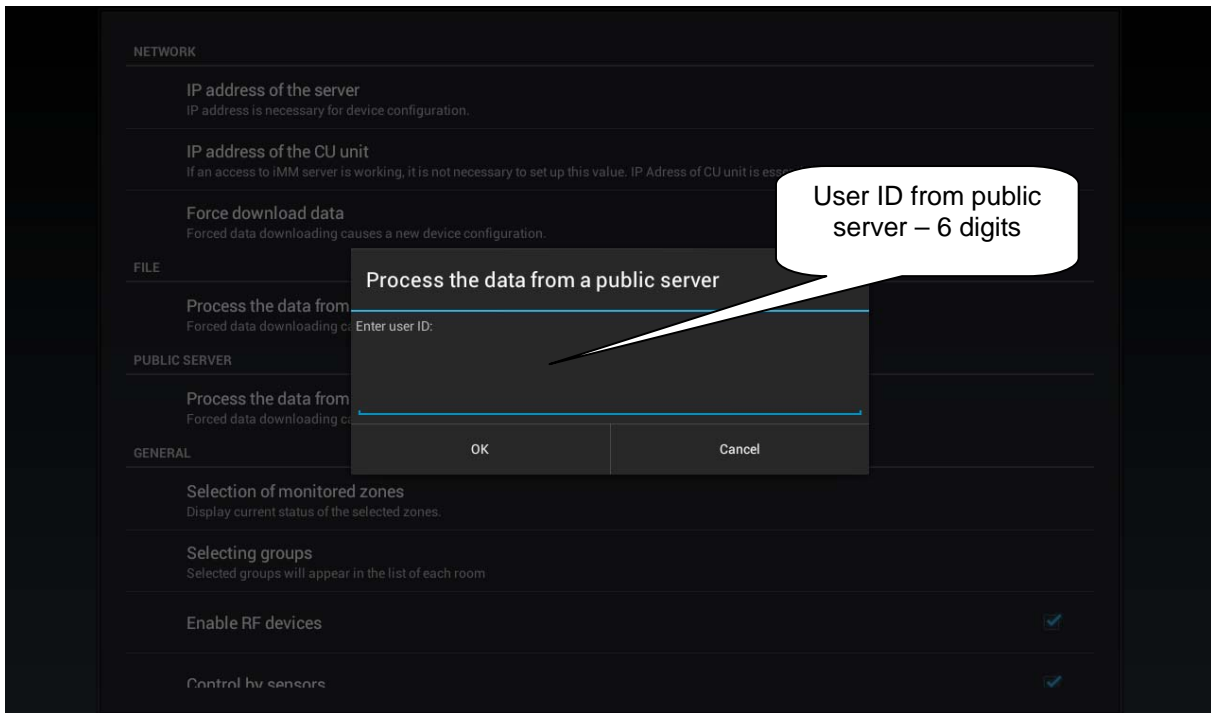 NETWORK
IP address of the server
IP address is necessary for device configuration.
IP address of the CU unit
If an access to iMM server is working, it is not necessary to set up this value. IP Adress of CU unit is
User ID from public
server – 6 digits
Force download data
Forced data downloading causes a new device configuration.
FILE
Process the data from a public server
Process the data from
Forced data downloading
Enter user ID:
PUBLIC SERVER
Process the data from
Forced data downloading
OK
Cancel
GENERAL
Selection of monitored zones
Display current status of the selected zones.
Selecting groups
Selected groups will appear in the list of each room
Enable RF devices
Control by sensors